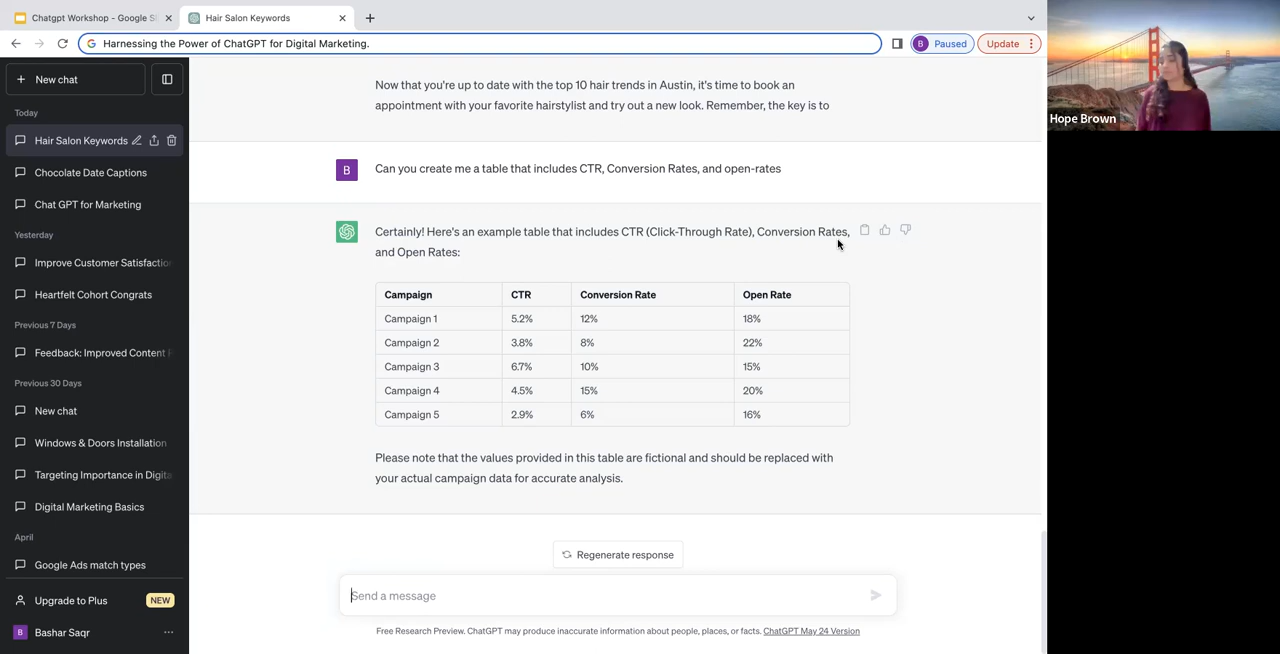 Chatgpt Workshop - Google Sl
Hair Salon Keywords
Harnessing the Power of ChatGPT for Digital Marketing.
B
Paused
Update
New chat
Today
Hair Salon Keywords
Chocolate Date Captions
Chat GPT for Marketing
Yesterday
Improve Customer Satisfaction
Heartfelt Cohort Congrats
Previous 7 Days
Feedback: Improved Content F
Previous 30 Days
New chat
Windows & Doors Installation
Targeting Importance in Digita
Digital Marketing Basics
April
Google Ads match types
Upgrade to Plus NEW
B Bashar Saqr
Now that you're up to date with the top 10 hair trends in Austin, it's time to book an
appointment with your favorite hairstylist and try out a new look. Remember, the key is to
B
Can you create me a table that includes CTR, Conversion Rates, and open-rates
Certainly! Here's an example table that includes CTR (Click-Through Rate), Conversion Rates,
and Open Rates:
Campaign CTR Conversion Rate Open Rate
Campaign 1 5.2% 12% 18%
Campaign 2 3.8% 8% 22%
Campaign 3 6.7% 10% 15%
Campaign 4 4.5% 15% 20%
Campaign 5 2.9% 6% 16%
Please note that the values provided in this table are fictional and should be replaced with
your actual campaign data for accurate analysis.
Regenerate response
Send a message
Free Research Preview. ChatGPT may produce inaccurate information about people, places, or facts. ChatGPT May 24 Version
Hope Brown